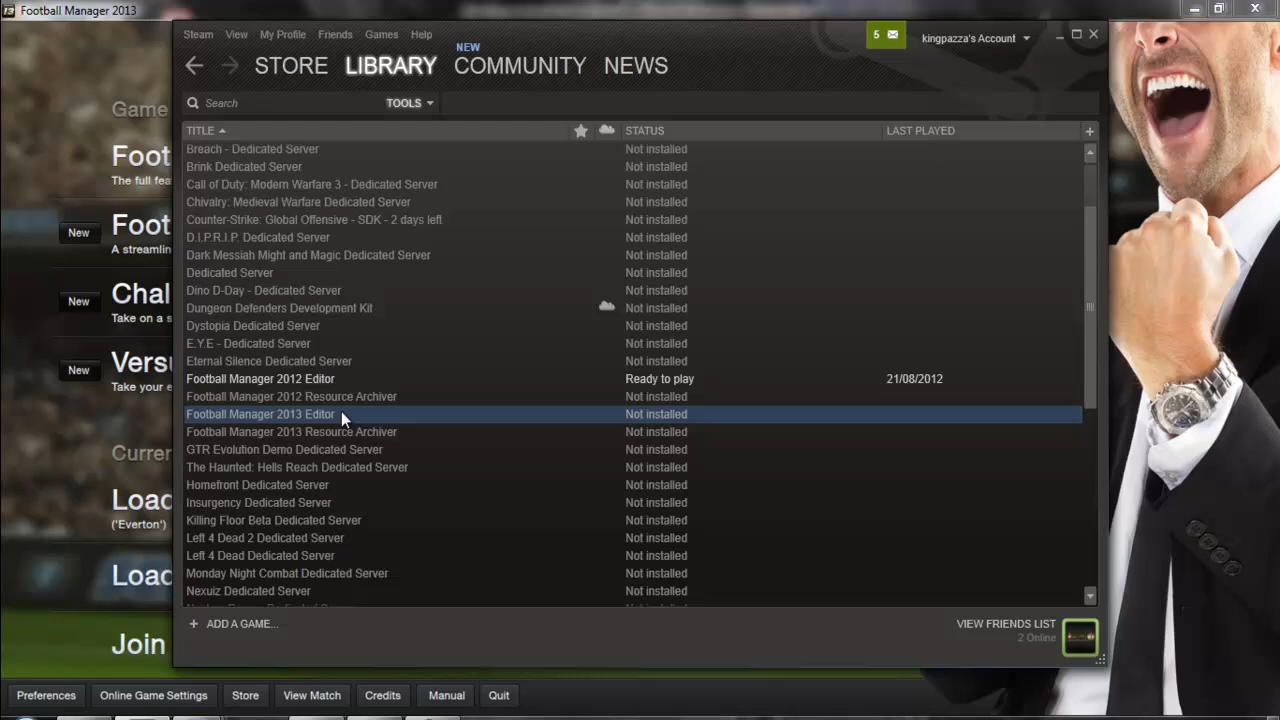 Football Manager 2013
Steam View My Profile Friends Games Help
5
kingpazza's Account
NEW
STORE LIBRARY COMMUNITY NEWS
Search
TOOLS
TITLE STATUS LAST PLAYED
Breach - Dedicated Server Not installed
Brink Dedicated Server Not installed
Call of Duty: Modern Warfare 3 - Dedicated Server Not installed
Chivalry: Medieval Warfare Dedicated Server Not installed
Counter-Strike: Global Offensive - SDK - 2 days left Not installed
D.I.P.R.I.P. Dedicated Server Not installed
Dark Messiah Might and Magic Dedicated Server Not installed
Dedicated Server Not installed
Dino D-Day - Dedicated Server Not installed
Dungeon Defenders Development Kit Not installed
Dystopia Dedicated Server Not installed
E.Y.E - Dedicated Server Not installed
Eternal Silence Dedicated Server Not installed
Football Manager 2012 Editor Ready to play 21/08/2012
Football Manager 2012 Resource Archiver Not installed
Football Manager 2013 Editor Not installed
Football Manager 2013 Resource Archiver Not installed
GTR Evolution Demo Dedicated Server Not installed
The Haunted: Hells Reach Dedicated Server Not installed
Homefront Dedicated Server Not installed
Insurgency Dedicated Server Not installed
Killing Floor Beta Dedicated Server Not installed
Left 4 Dead 2 Dedicated Server Not installed
Left 4 Dead Dedicated Server Not installed
Monday Night Combat Dedicated Server Not installed
Nexuiz Dedicated Server Not installed
+ ADD A GAME...
VIEW FRIENDS LIST
2 Online
Game
Foot
The full fea
New
Foot
A streamlin
New
Chal
Take on a s
New
Versu
Take your e
Curren
Load
('Everton')
Load
Join
Preferences Online Game Settings Store View Match Credits Manual Quit